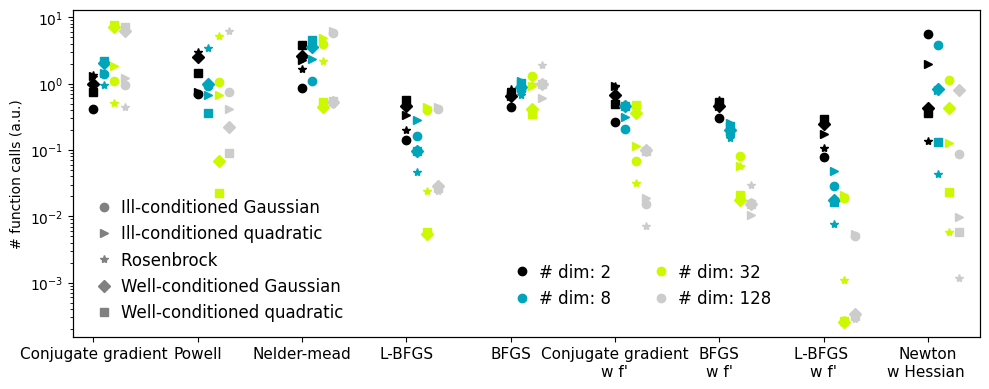 # function calls (a.u.)
10¹
10⁰
10⁻¹
10⁻²
10⁻³
Ill-conditioned Gaussian
Ill-conditioned quadratic
Rosenbrock
Well-conditioned Gaussian
Well-conditioned quadratic
# dim: 2
# dim: 8
# dim: 32
# dim: 128
Conjugate gradient
Powell
Nelder-mead
L-BFGS
BFGS
Conjugate gradient
w f'
BFGS
w f'
L-BFGS
w f'
Newton
w Hessian